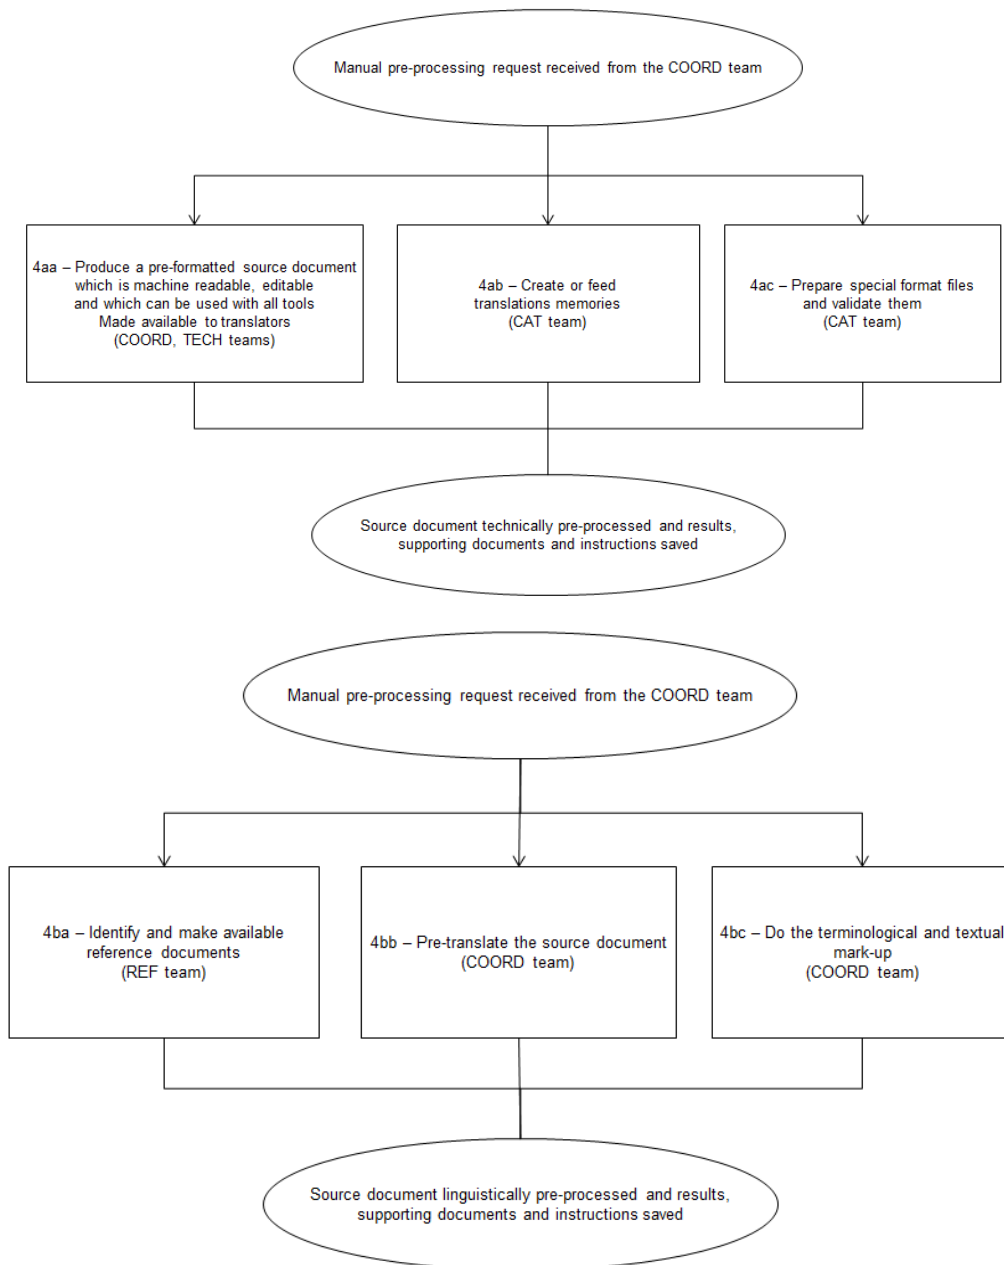 Manual pre-processing request received from the COORD team
4aa – Produce a pre-formatted source document
which is machine readable, editable
and which can be used with all tools
Made available to translators
(COORD, TECH teams)
4ab – Create or feed
translations memories
(CAT team)
4ac – Prepare special format files
and validate them
(CAT team)
Source document technically pre-processed and results,
supporting documents and instructions saved
Manual pre-processing request received from the COORD team
4ba – Identify and make available
reference documents
(REF team)
4bb – Pre-translate the source document
(COORD team)
4bc – Do the terminological and textual
mark-up
(COORD team)
Source document linguistically pre-processed and results,
supporting documents and instructions saved